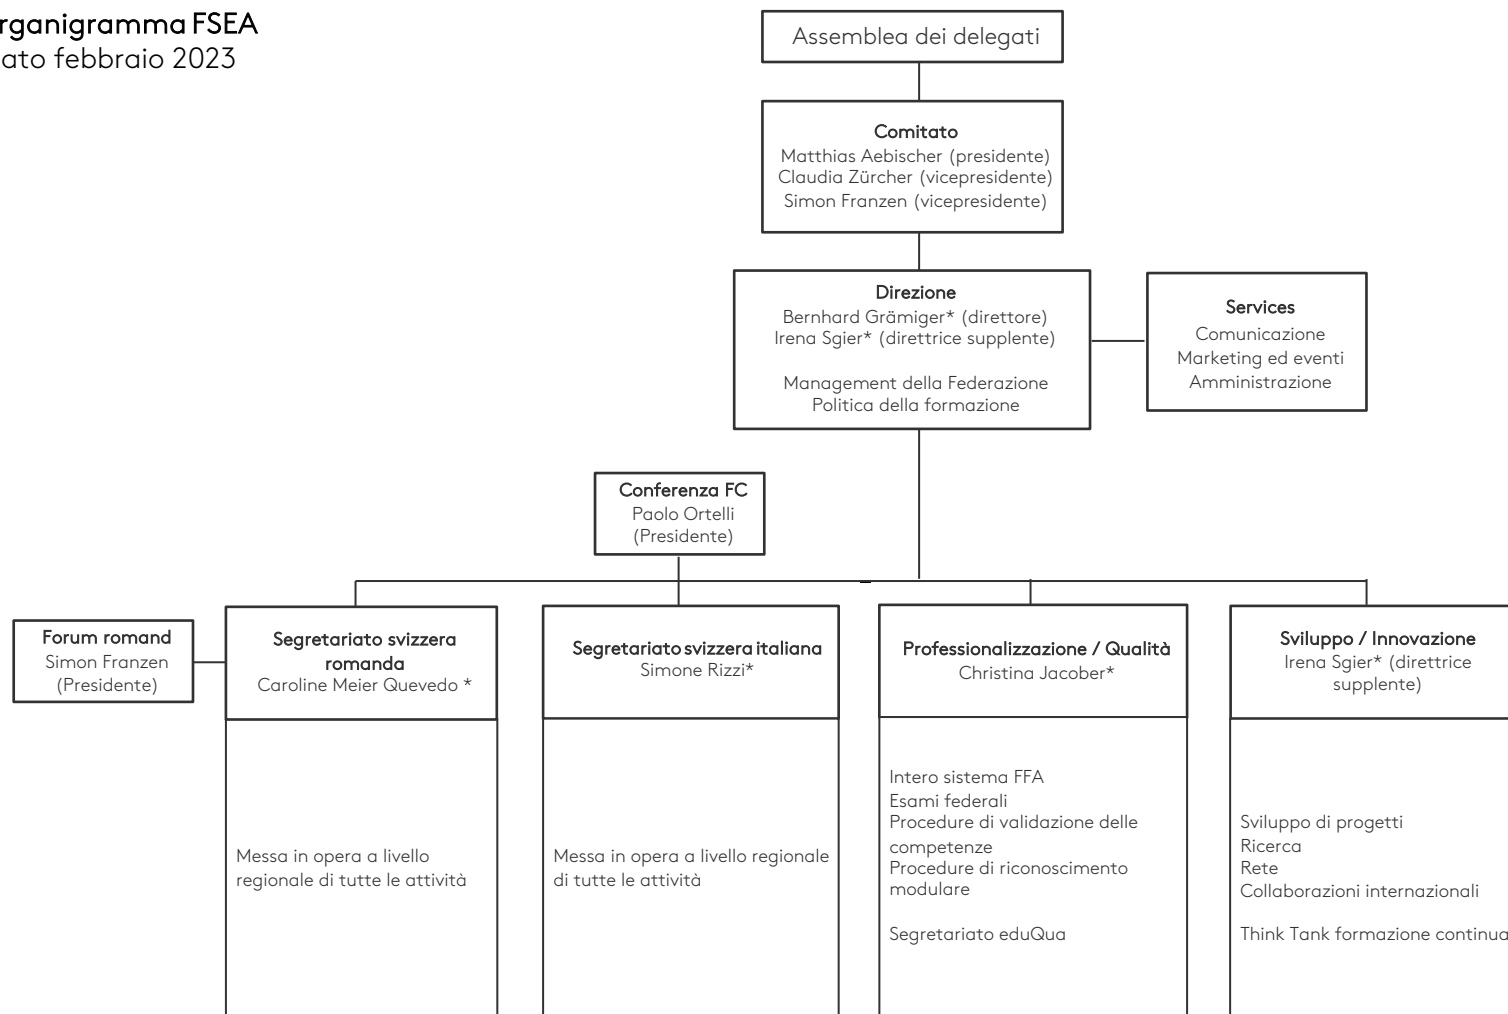 rganigramma FSEA
ato febbraio 2023
Assemblea dei delegati
Comitato
Matthias Aebischer (presidente)
Claudia Zürcher (vicepresidente)
Simon Franzen (vicepresidente)
Direzione
Bernhard Grämiger* (direttore)
Irena Sgier* (direttrice supplente)
Management della Federazione
Politica della formazione
Services
Comunicazione
Marketing ed eventi
Amministrazione
Conferenza FC
Paolo Ortelli
(Presidente)
Forum romand
Simon Franzen
(Presidente)
Segretariato svizzera
romanda
Caroline Meier Quevedo *
Messa in opera a livello
regionale di tutte le attività
Segretariato svizzera italiana
Simone Rizzi*
Messa in opera a livello regionale
di tutte le attività
Professionalizzazione / Qualità
Christina Jacober*
Intero sistema FFA
Esami federali
Procedure di validazione delle
competenze
Procedure di riconoscimento
modulare
Segretariato eduQua
Sviluppo / Innovazione
Irena Sgier* (direttrice
supplente)
Sviluppo di progetti
Ricerca
Rete
Collaborazioni internazionali
Think Tank formazione continua